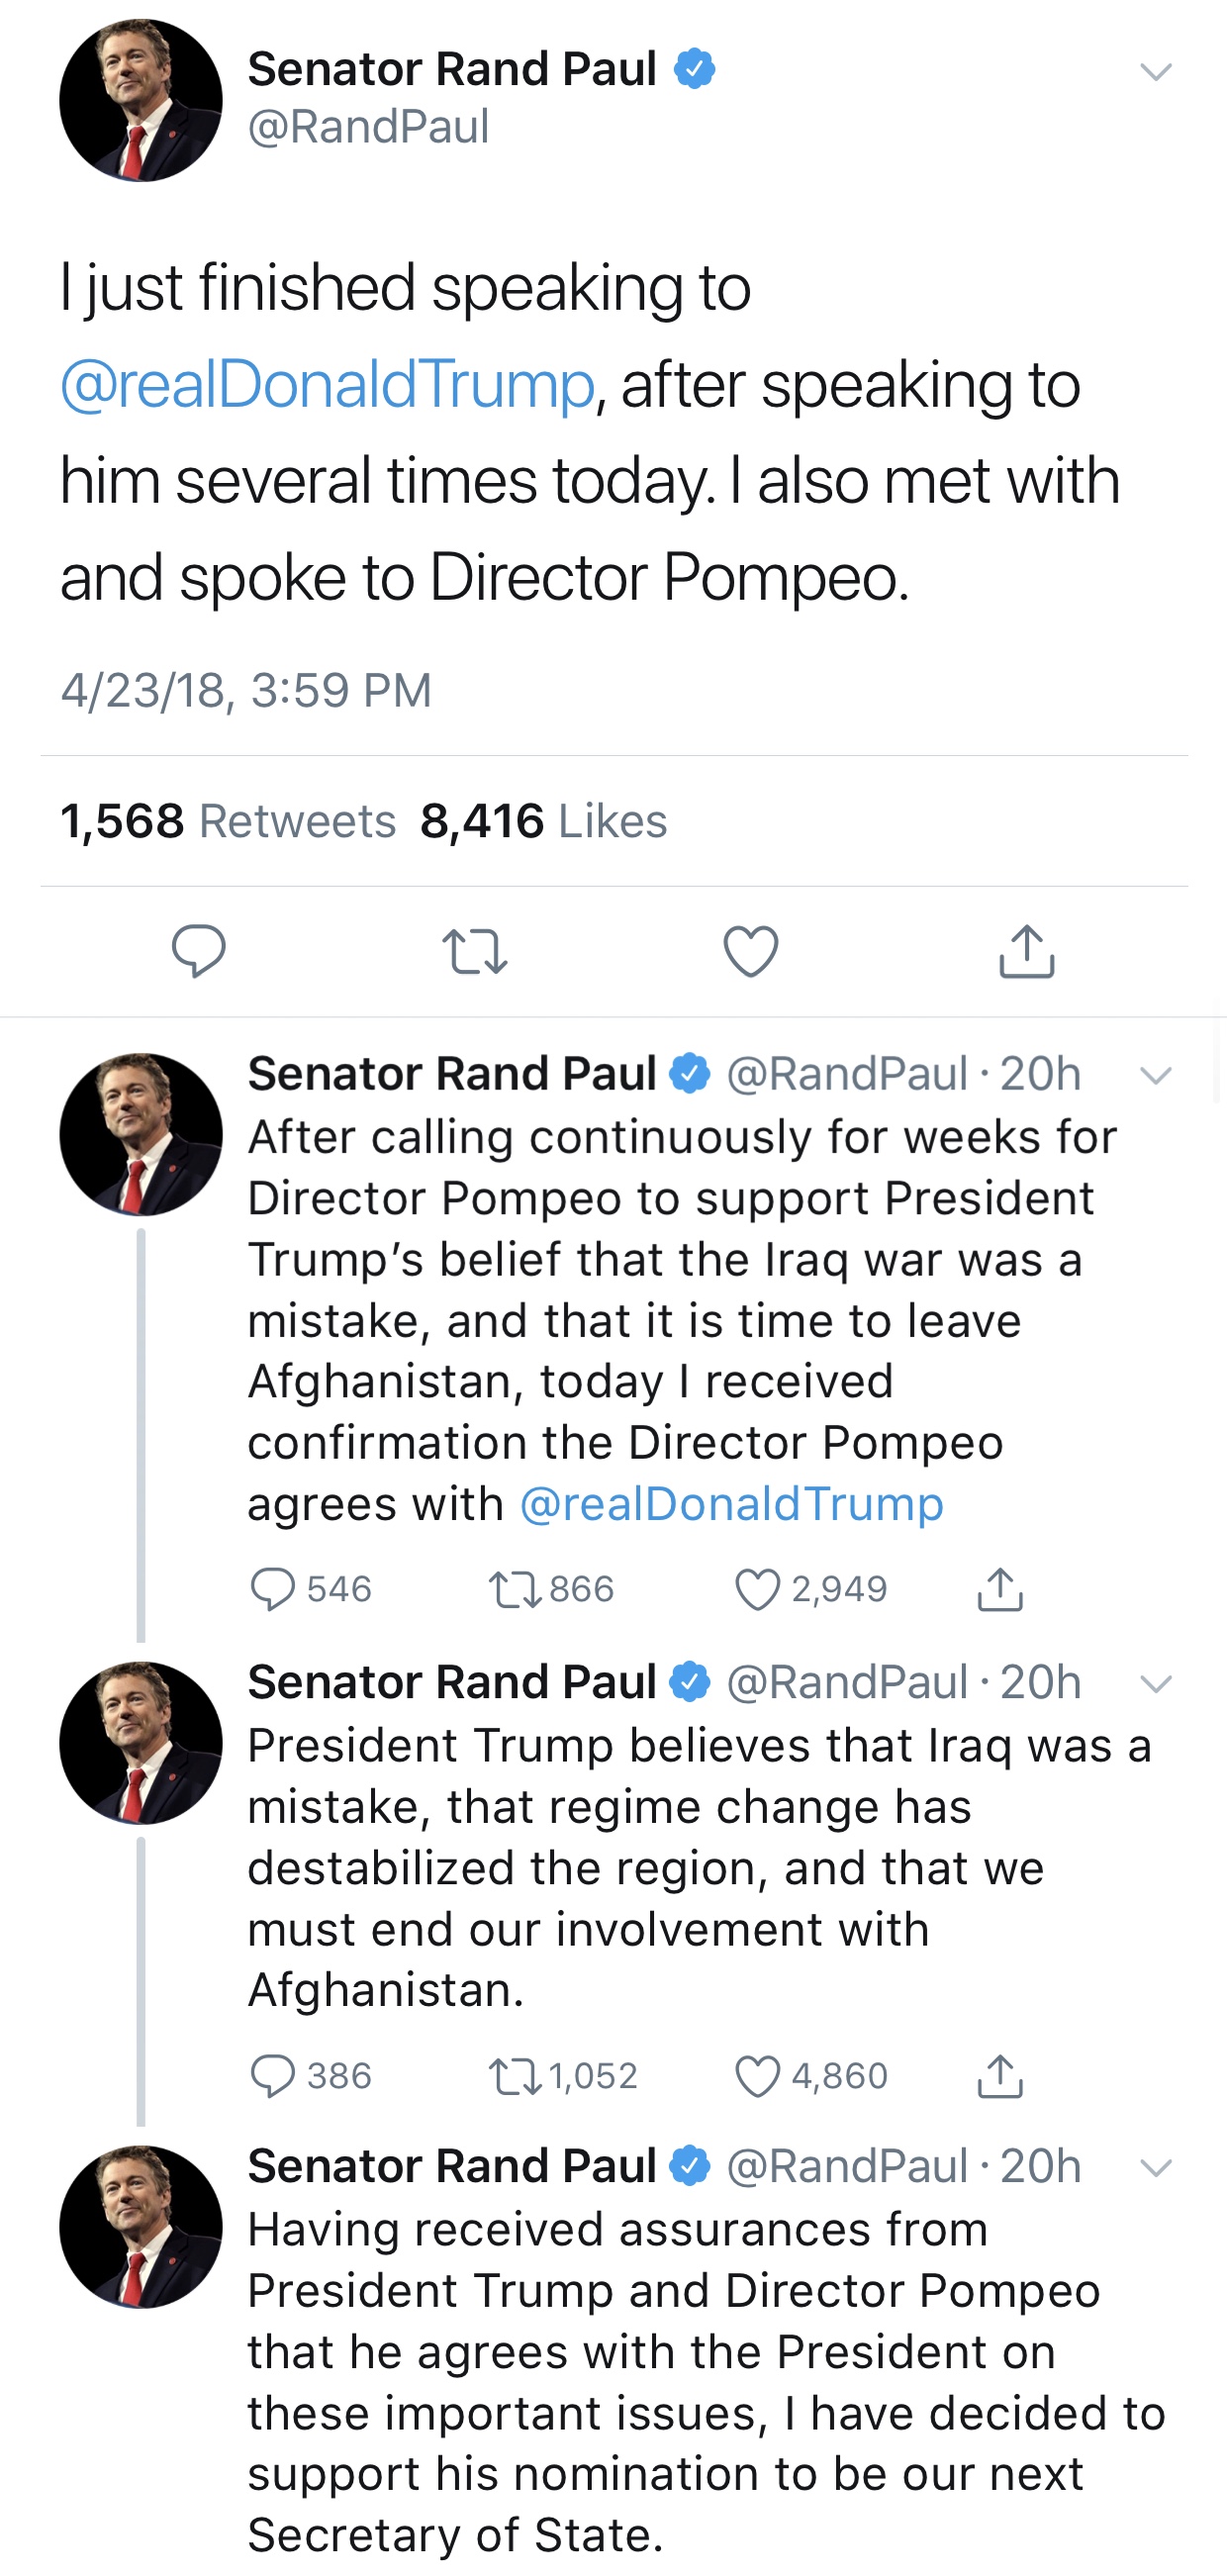 Senator Rand Paul
@RandPaul
I just finished speaking to
@realDonaldTrump, after speaking to
him several times today. I also met with
and spoke to Director Pompeo.
4/23/18, 3:59 PM
1,568 Retweets 8,416 Likes
Senator Rand Paul @RandPaul · 20h
After calling continuously for weeks for
Director Pompeo to support President
Trump's belief that the Iraq war was a
mistake, and that it is time to leave
Afghanistan, today I received
confirmation the Director Pompeo
agrees with @realDonaldTrump
546 866 2,949
Senator Rand Paul @RandPaul · 20h
President Trump believes that Iraq was a
mistake, that regime change has
destabilized the region, and that we
must end our involvement with
Afghanistan.
386 1,052 4,860
Senator Rand Paul @RandPaul · 20h
Having received assurances from
President Trump and Director Pompeo
that he agrees with the President on
these important issues, I have decided to
support his nomination to be our next
Secretary of State.